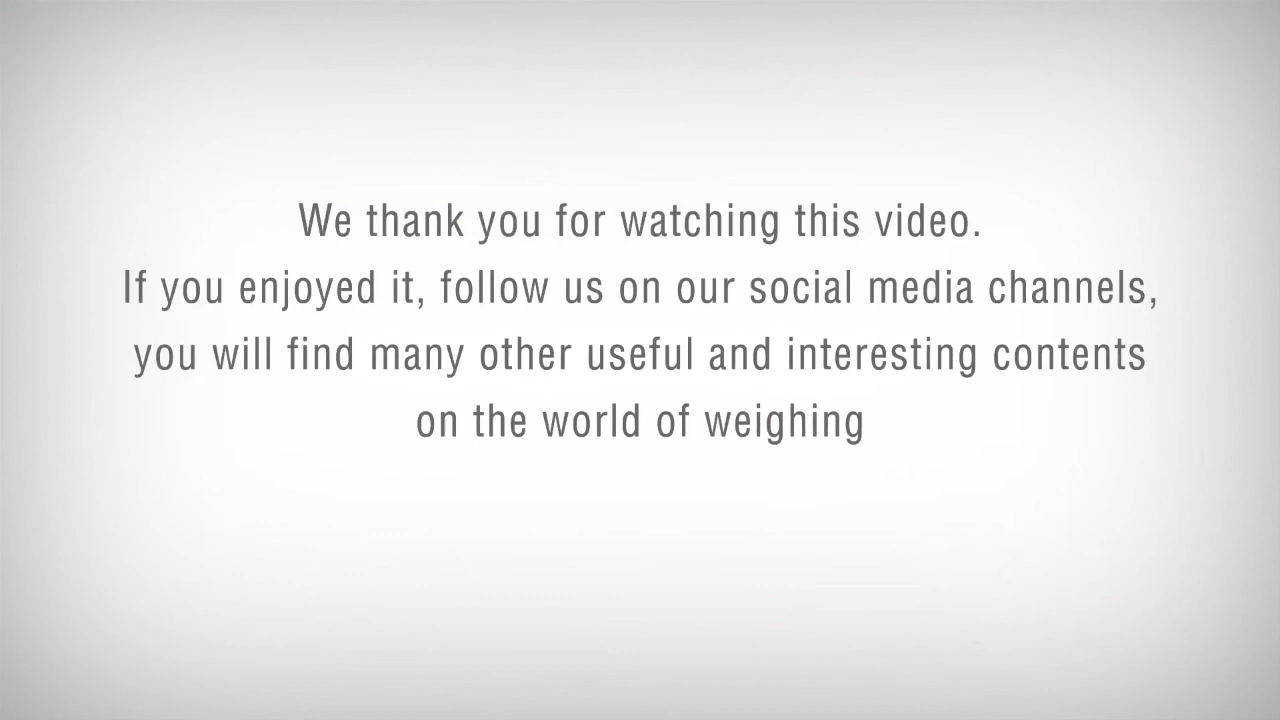 We thank you for watching this video.
If you enjoyed it, follow us on our social media channels,
you will find many other useful and interesting contents
on the world of weighing